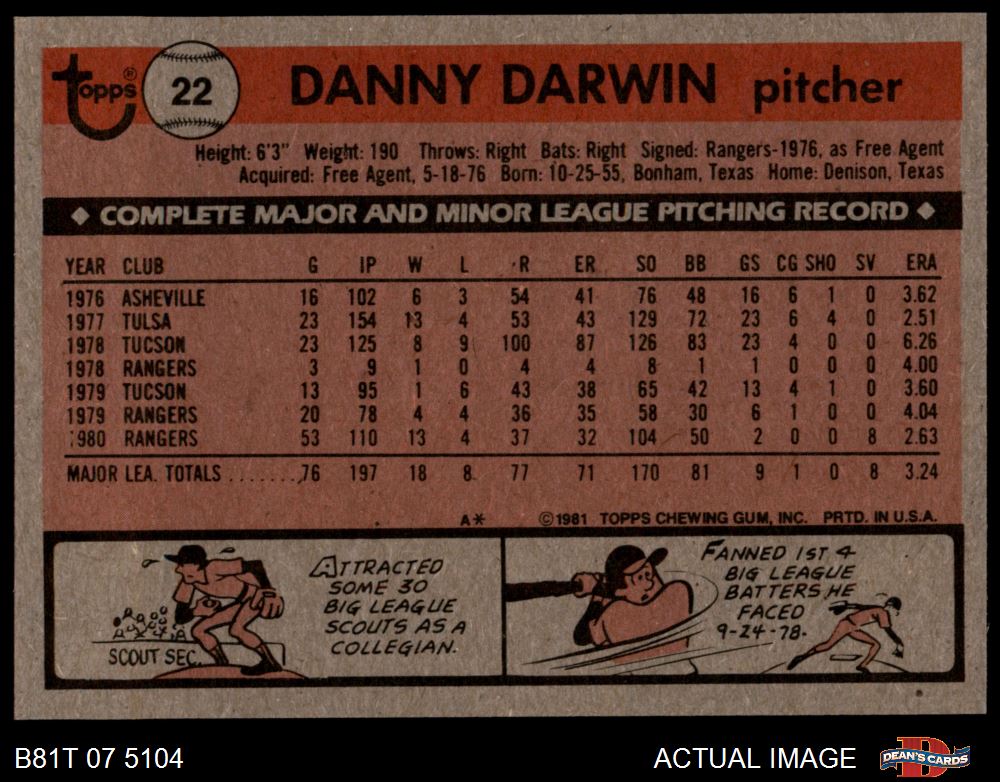 topps® 22 DANNY DARWIN pitcher
Height: 6'3" Weight: 190 Throws: Right Bats: Right Signed: Rangers-1976, as Free Agent
Acquired: Free Agent, 5-18-76 Born: 10-25-55, Bonham, Texas Home: Denison, Texas
◆ COMPLETE MAJOR AND MINOR LEAGUE PITCHING RECORD ◆
YEAR CLUB G IP W L R ER SO BB GS CG SHO SV ERA
1976 ASHEVILLE 16 102 6 3 54 41 76 48 16 6 1 0 3.62
1977 TULSA 23 154 13 4 53 43 129 72 23 6 4 0 2.51
1978 TUCSON 23 125 8 9 100 87 126 83 23 4 0 0 6.26
1978 RANGERS 3 9 1 0 4 4 8 1 1 0 0 0 4.00
1979 TUCSON 13 95 1 6 43 38 65 42 13 4 1 0 3.60
1979 RANGERS 20 78 4 4 36 35 58 30 6 1 0 0 4.04
1980 RANGERS 53 110 13 4 37 32 104 50 2 0 0 8 2.63
MAJOR LEA. TOTALS ....... 76 197 18 8 77 71 170 81 9 1 0 8 3.24
A* ©1981 TOPPS CHEWING GUM, INC. PRTD. IN U.S.A.
ATTRACTED
SOME 30
BIG LEAGUE
SCOUTS AS A
COLLEGIAN.
SCOUT SEC.
FANNED 1ST 4
BIG LEAGUE
BATTERS HE
FACED
9-24-78.
B81T 07 5104 ACTUAL IMAGE DEAN'S CARDS